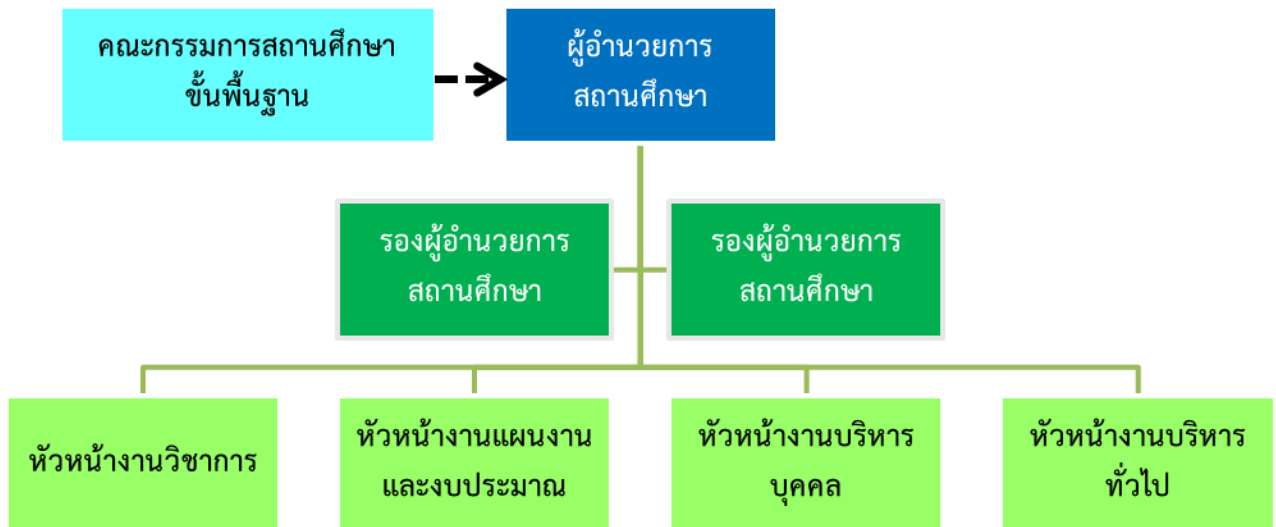 คณะกรรมการสถานศึกษา
ขั้นพื้นฐาน
ผู้อำนวยการ
สถานศึกษา
รองผู้อำนวยการ
สถานศึกษา
รองผู้อำนวยการ
สถานศึกษา
หัวหน้างานวิชาการ
หัวหน้างานแผนงาน
และงบประมาณ
หัวหน้างานบริหาร
บุคคล
หัวหน้างานบริหาร
ทั่วไป